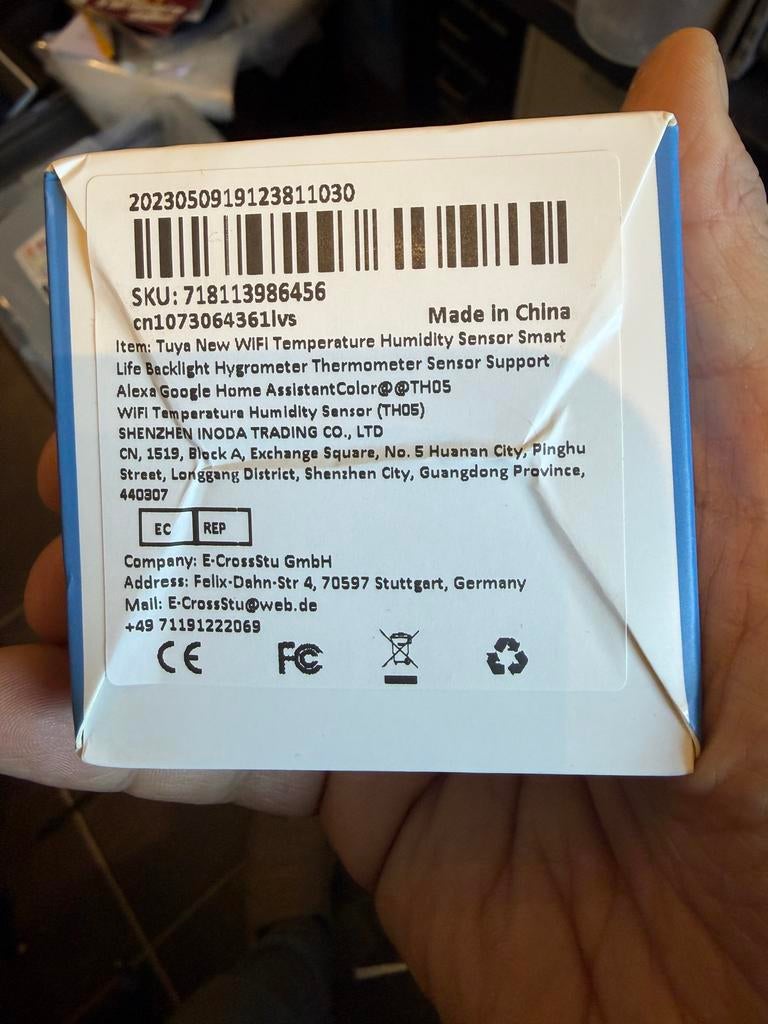 2023050919123811030
SKU: 718113986456
cn1073064361lvs
Made in China
Item: Tuya New WIFI Temperature Humidity Sensor Smart
Life Backlight Hygrometer Thermometer Sensor Support
Alexa Google Home AssistantColor@@TH05
WIFI Temperature Humidity Sensor (TH05)
SHENZHEN INODA TRADING CO., LTD
CN, 1519, Block A, Exchange Square, No. 5 Huanan City, Pinghu
Street, Longgang District, Shenzhen City, Guangdong Province,
440307
EC REP
Company: E-CrossStu GmbH
Address: Felix-Dahn-Str 4, 70597 Stuttgart, Germany
Mail: E-CrossStu@web.de
+49 71191222069
CE FC